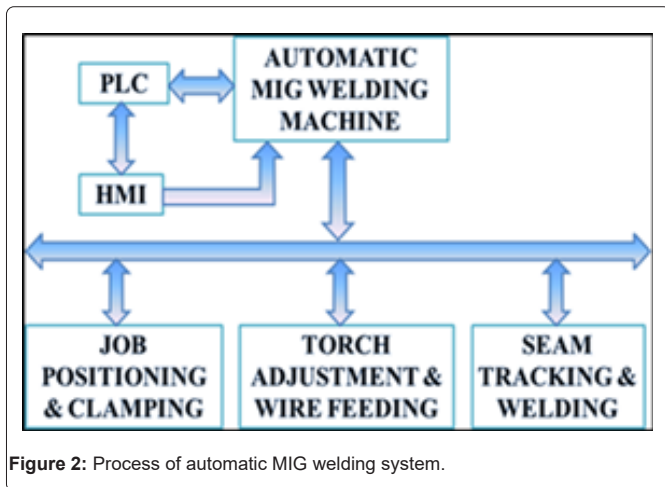 PLC
AUTOMATIC
MIG WELDING
MACHINE
HMI
JOB
POSITIONING
& CLAMPING
TORCH
ADJUSTMENT &
WIRE FEEDING
SEAM
TRACKING &
WELDING
Figure 2: Process of automatic MIG welding system.